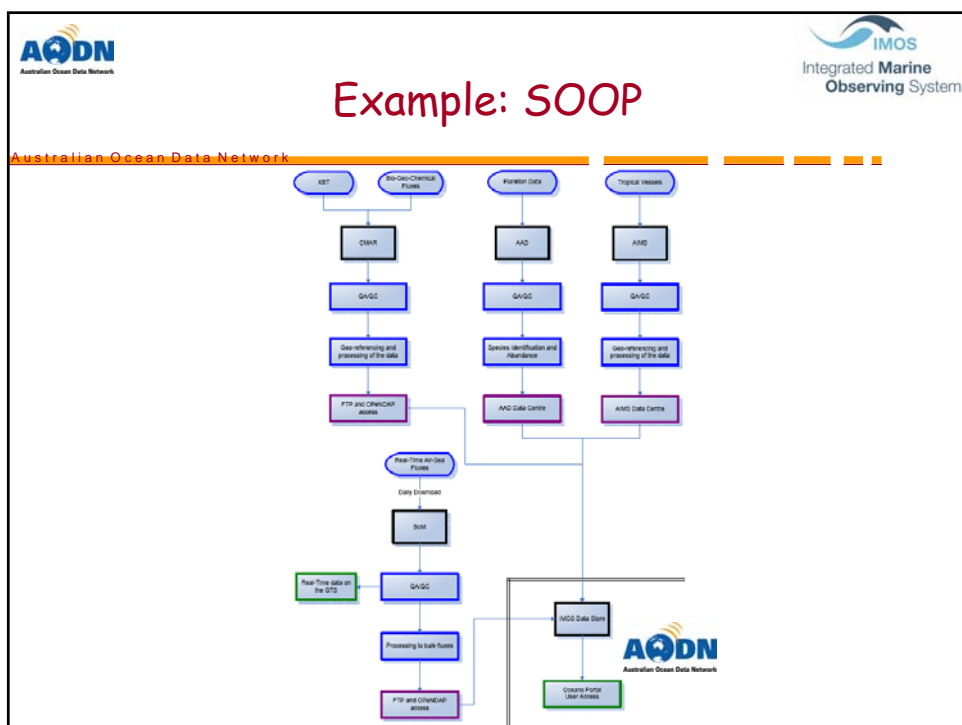 AODN
Australian Ocean Data Network
IMOS
Integrated Marine
Observing System
Example: SOOP
Australian Ocean Data Network
XBT
Bio-Geo-Chemical
Fluxes
Plankton Data
Tropical Vessels
CMAR
AAD
AIMS
QA/QC
QA/QC
QA/QC
Geo-referencing and
processing of the data
Species Identification and
Abundance
Geo-referencing and
processing of the data
FTP and OPeNDAP
access
AAD Data Centre
AIMS Data Centre
Real-Time Air-Sea
Fluxes
Daily Download
BoM
Real-Time data on
the GTS
QA/QC
IMOS Data Store
Processing to bulk-fluxes
AODN
Australian Ocean Data Network
FTP and OPeNDAP
access
Oceans Portal
User Access